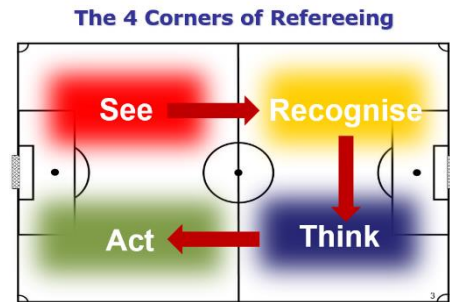 The 4 Corners of Refereeing
See
Recognise
Think
Act
3